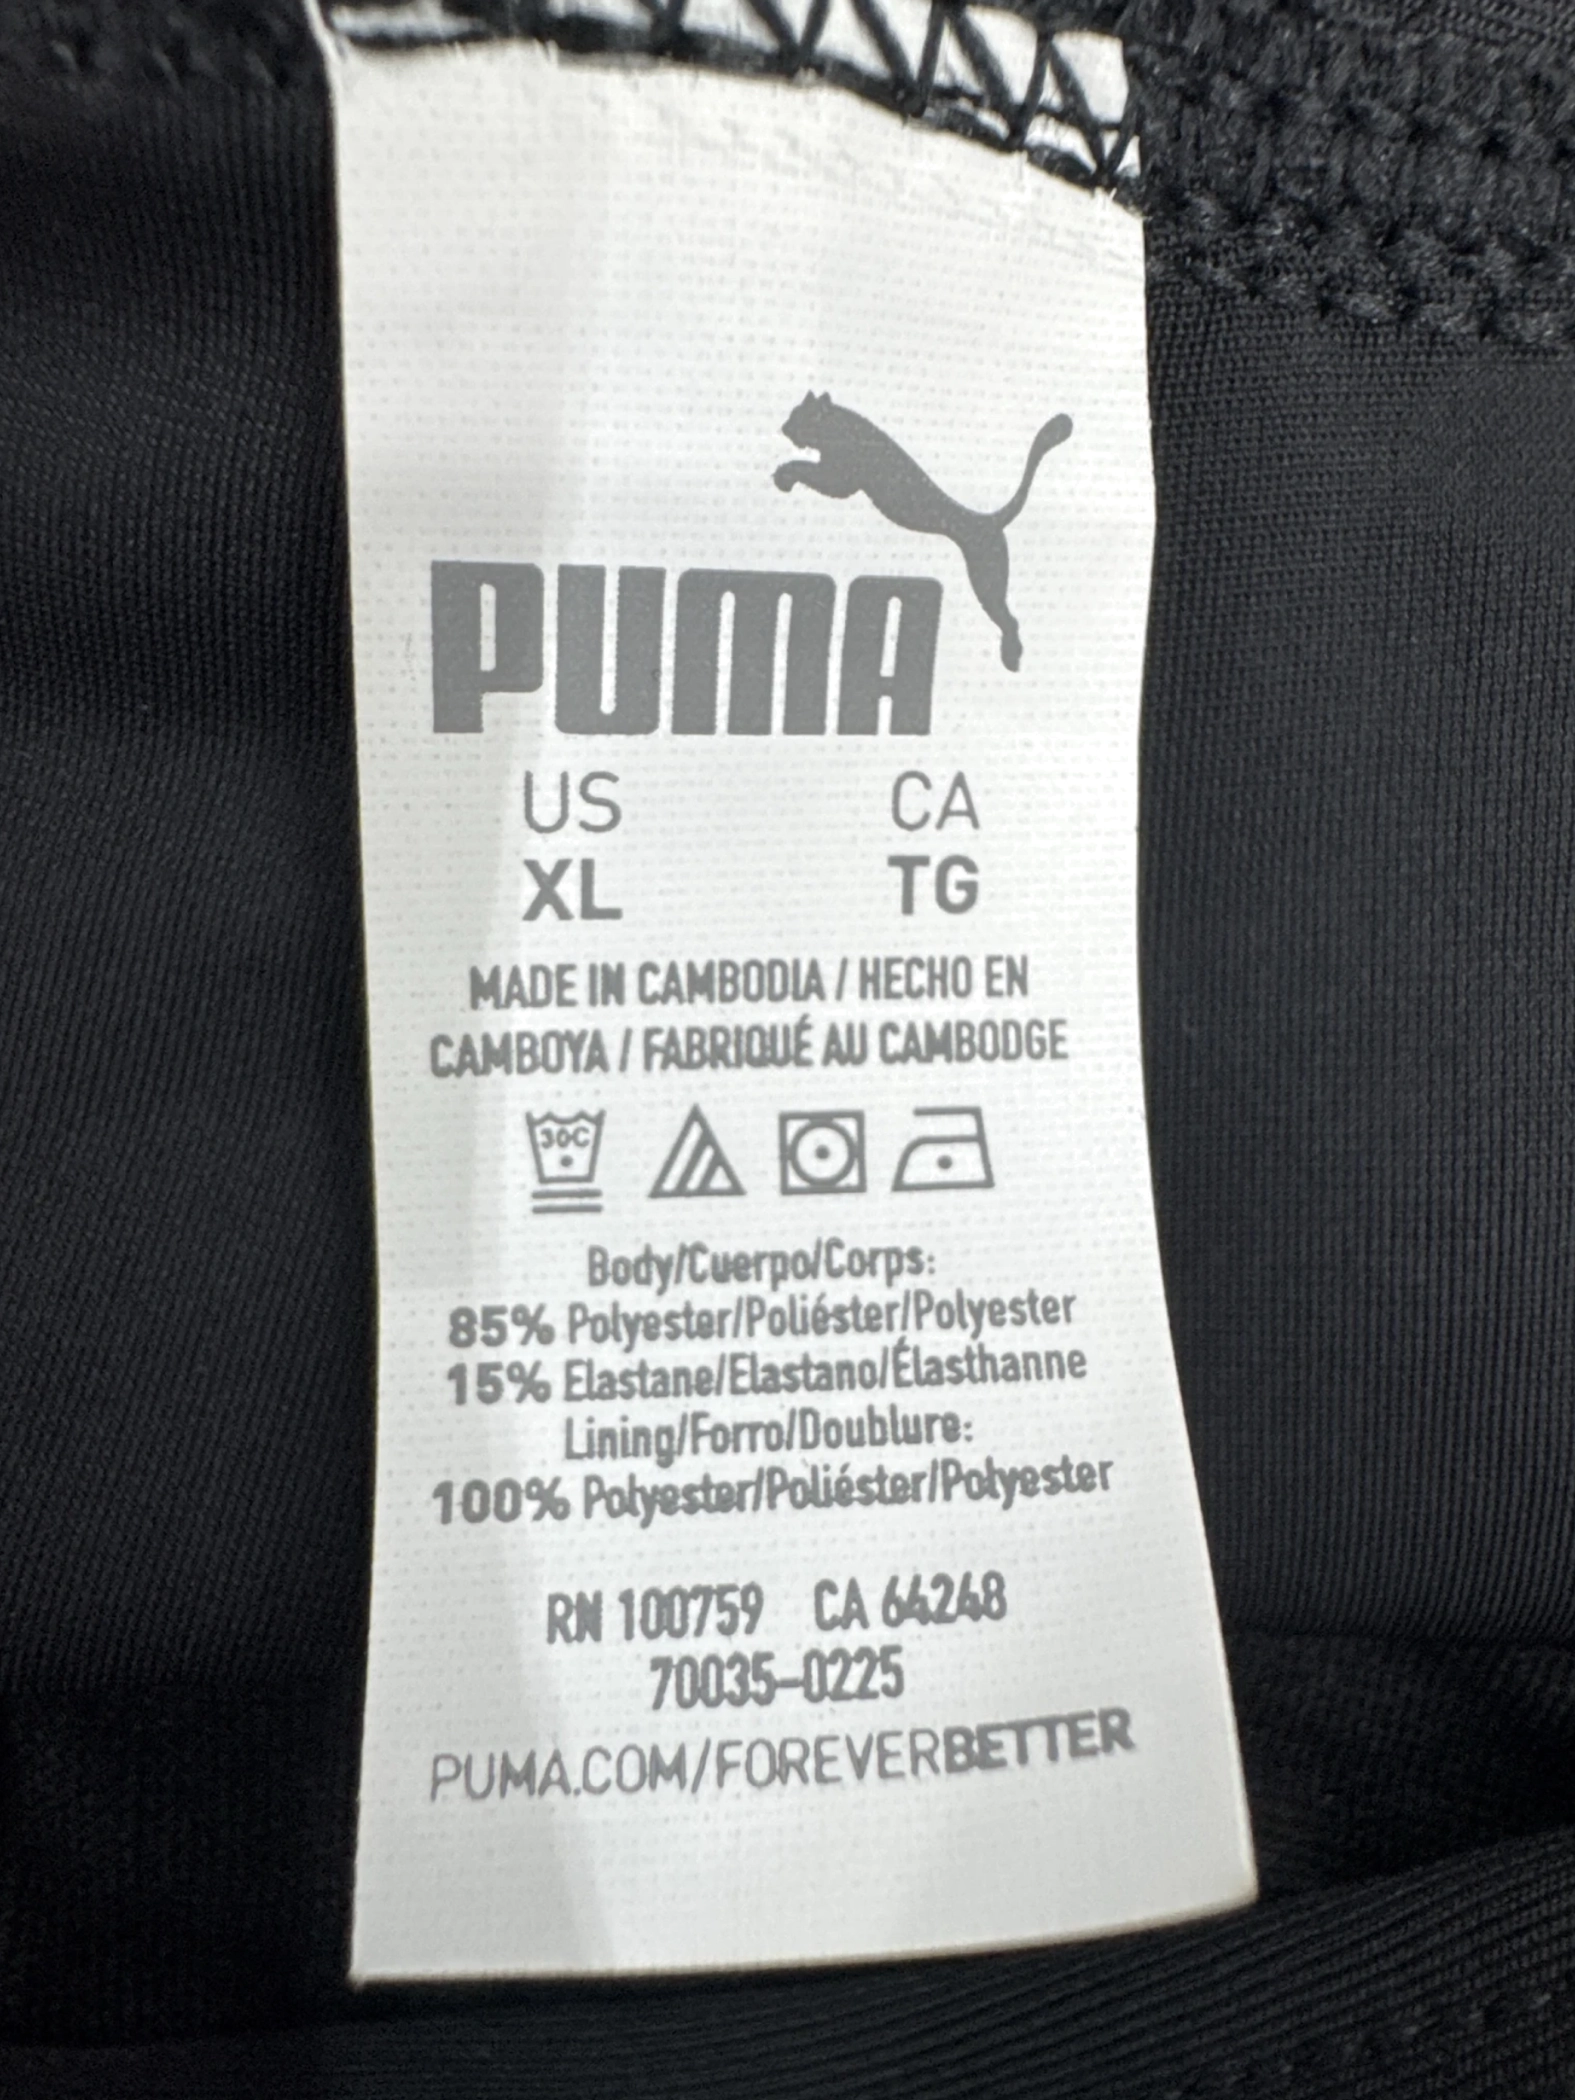 PUMA
US CA
XL TG
MADE IN CAMBODIA / HECHO EN
CAMBOYA / FABRIQUÉ AU CAMBODGE
30C
Body/Cuerpo/Corps:
85% Polyester/Poliéster/Polyester
15% Elastane/Elastano/Élasthanne
Lining/Forro/Doublure:
100% Polyester/Poliéster/Polyester
RN 100759 CA 64248
70035-0225
PUMA.COM/FOREVERBETTER